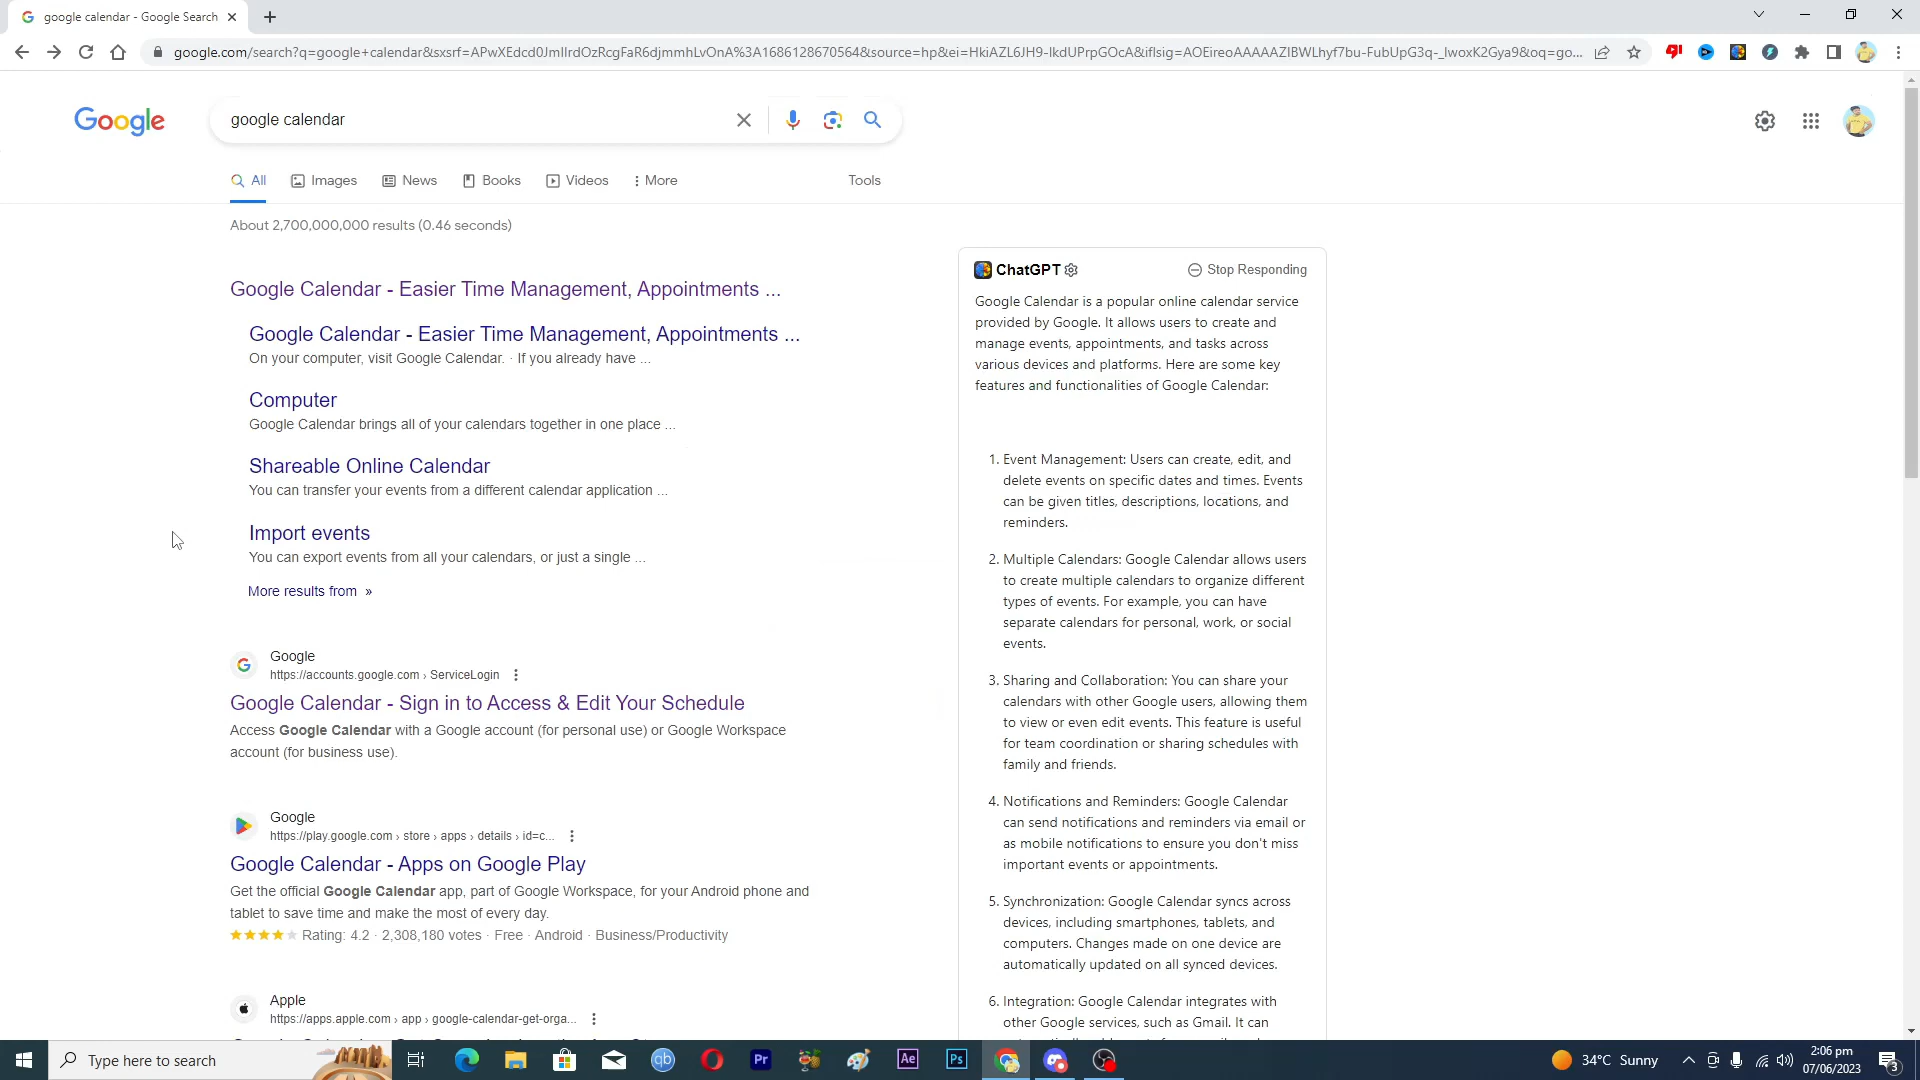 google calendar - Google Search
google.com/search?q=google+calendar&sxsrf=APwXEdcd0JmIIrdOzRcgFaR6djmmhLvOnA%3A1686128670564&source=hp&ei=HkiAZL6JH9-IkdUPrpGOcA&iflsig=AOEireoAAAAAZIBWLhyf7bu-FubUpG3q-_IwoxK2Gya9&oq=go...
Google
google calendar
All
Images
News
Books
Videos
More
Tools
About 2,700,000,000 results (0.46 seconds)
Google Calendar - Easier Time Management, Appointments ...
Google Calendar - Easier Time Management, Appointments ...
On your computer, visit Google Calendar. · If you already have ...
Computer
Google Calendar brings all of your calendars together in one place ...
Shareable Online Calendar
You can transfer your events from a different calendar application ...
Import events
You can export events from all your calendars, or just a single ...
More results from »
Google
https://accounts.google.com › ServiceLogin
Google Calendar - Sign in to Access & Edit Your Schedule
Access Google Calendar with a Google account (for personal use) or Google Workspace
account (for business use).
Google
https://play.google.com › store › apps › details › id=c...
Google Calendar - Apps on Google Play
Get the official Google Calendar app, part of Google Workspace, for your Android phone and
tablet to save time and make the most of every day.
Rating: 4.2 · 2,308,180 votes · Free · Android · Business/Productivity
Apple
https://apps.apple.com › app › google-calendar-get-orga...
ChatGPT
Stop Responding
Google Calendar is a popular online calendar service
provided by Google. It allows users to create and
manage events, appointments, and tasks across
various devices and platforms. Here are some key
features and functionalities of Google Calendar:
1. Event Management: Users can create, edit, and
delete events on specific dates and times. Events
can be given titles, descriptions, locations, and
reminders.
2. Multiple Calendars: Google Calendar allows users
to create multiple calendars to organize different
types of events. For example, you can have
separate calendars for personal, work, or social
events.
3. Sharing and Collaboration: You can share your
calendars with other Google users, allowing them
to view or even edit events. This feature is useful
for team coordination or sharing schedules with
family and friends.
4. Notifications and Reminders: Google Calendar
can send notifications and reminders via email or
as mobile notifications to ensure you don't miss
important events or appointments.
5. Synchronization: Google Calendar syncs across
devices, including smartphones, tablets, and
computers. Changes made on one device are
automatically updated on all synced devices.
6. Integration: Google Calendar integrates with
other Google services, such as Gmail. It can
Type here to search
qb
Pr
Ae
Ps
34°C Sunny
2:06 pm
07/06/2023
3